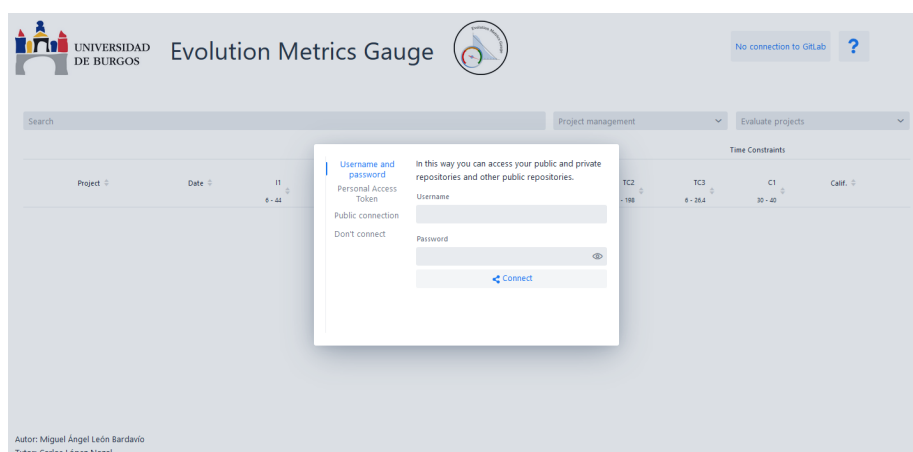 UNIVERSIDAD
DE BURGOS
Evolution Metrics Gauge
Evolution Metrics Gauge
No connection to GitLab
?
Search
Project management
Evaluate projects
Time Constraints
Project
Date
I1
6 - 44
TC2
- 198
TC3
6 - 26,4
C1
30 - 40
Calif.
Username and
password
Personal Access
Token
Public connection
Don't connect
In this way you can access your public and private
repositories and other public repositories.
Username
Password
Connect
Autor: Miguel Ángel León Bardavío